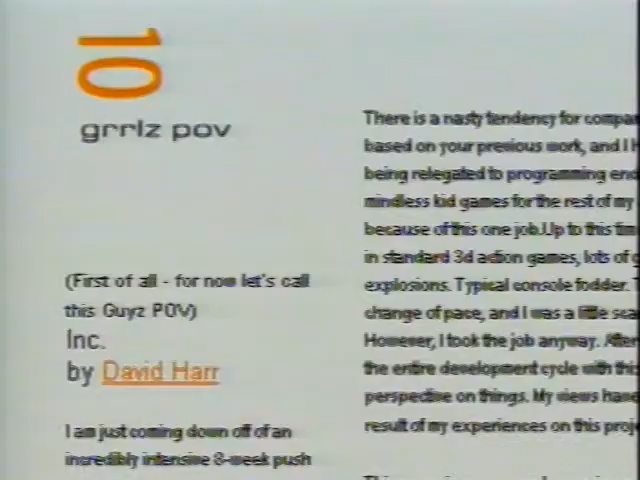 10
grrlz pov
(First of all - for now let's call
this Guyz POV)
Inc.
by David Harr
I am just coming down off of an
incredibly intensive 8-week push
There is a nasty tendency for
based on your previous work, and I
being relegated to programming
mindless kid games for the rest of my
because of this one job.Up to this
in standard 3d action games, lots of
explosions. Typical console fodder.
change of pace, and I was a little
However, I took the job anyway.
the entire development cycle with
perspective on things. My views
result of my experiences on this